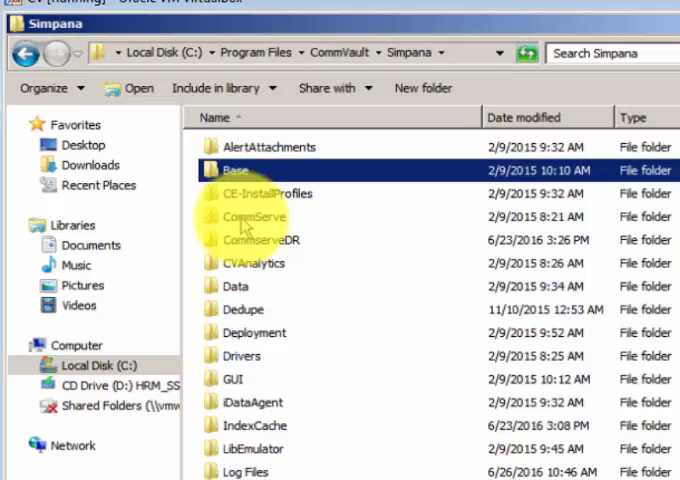 CV [Running] - Oracle VM VirtualBox
Simpana
Local Disk (C:) Program Files CommVault Simpana Search Simpana
Organize Open Include in library Share with New folder
Name Date modified Type
Favorites
Desktop
Downloads
Recent Places
Libraries
Documents
Music
Pictures
Videos
Computer
Local Disk (C:)
CD Drive (D:) HRM_SS
Shared Folders (\\vmw
Network
AlertAttachments 2/9/2015 9:32 AM File folder
Base 2/9/2015 10:10 AM File folder
CE-InstallProfiles 2/9/2015 9:32 AM File folder
CommServe 2/9/2015 8:21 AM File folder
CommserveDR 6/23/2016 3:26 PM File folder
CVAnalytics 2/9/2015 8:26 AM File folder
Data 2/9/2015 9:34 AM File folder
Dedupe 11/10/2015 12:53 AM File folder
Deployment 2/9/2015 9:52 AM File folder
Drivers 2/9/2015 8:25 AM File folder
GUI 2/9/2015 10:12 AM File folder
iDataAgent 2/9/2015 9:32 AM File folder
IndexCache 6/23/2016 3:08 PM File folder
LibEmulator 2/9/2015 9:45 AM File folder
Log Files 6/26/2016 10:46 AM File folder